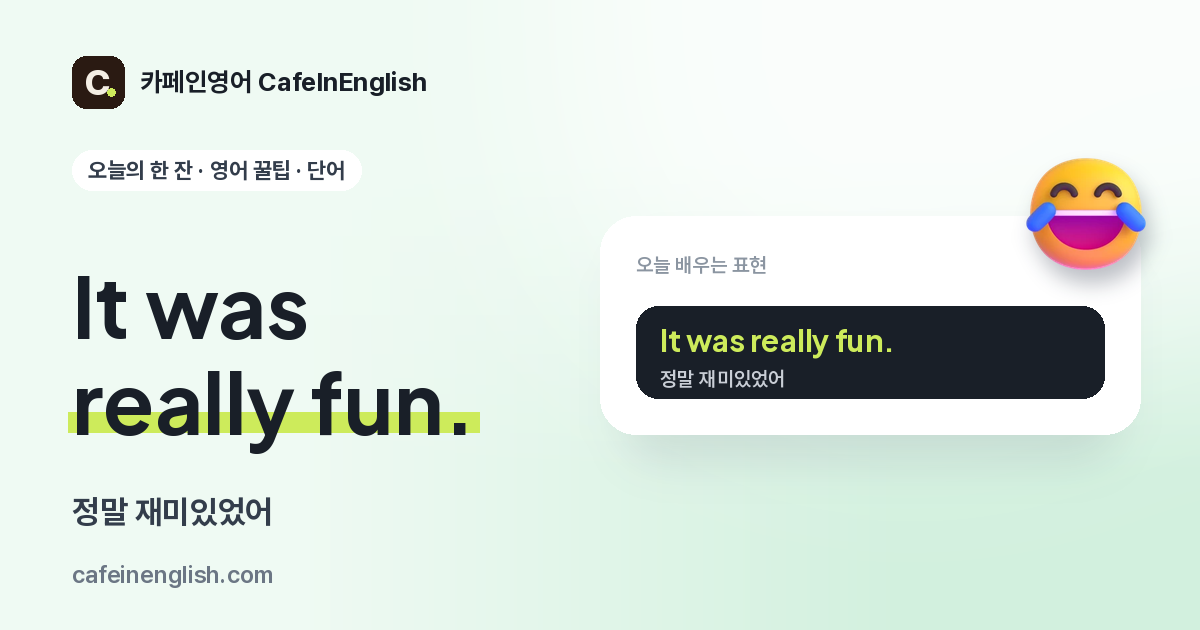 C
카페인영어 CafeInEnglish
오늘의 한 잔 · 영어 꿀팁 · 단어
It was
really fun.
정말 재미있었어
cafeinenglish.com
오늘 배우는 표현
It was really fun.
정말 재미있었어